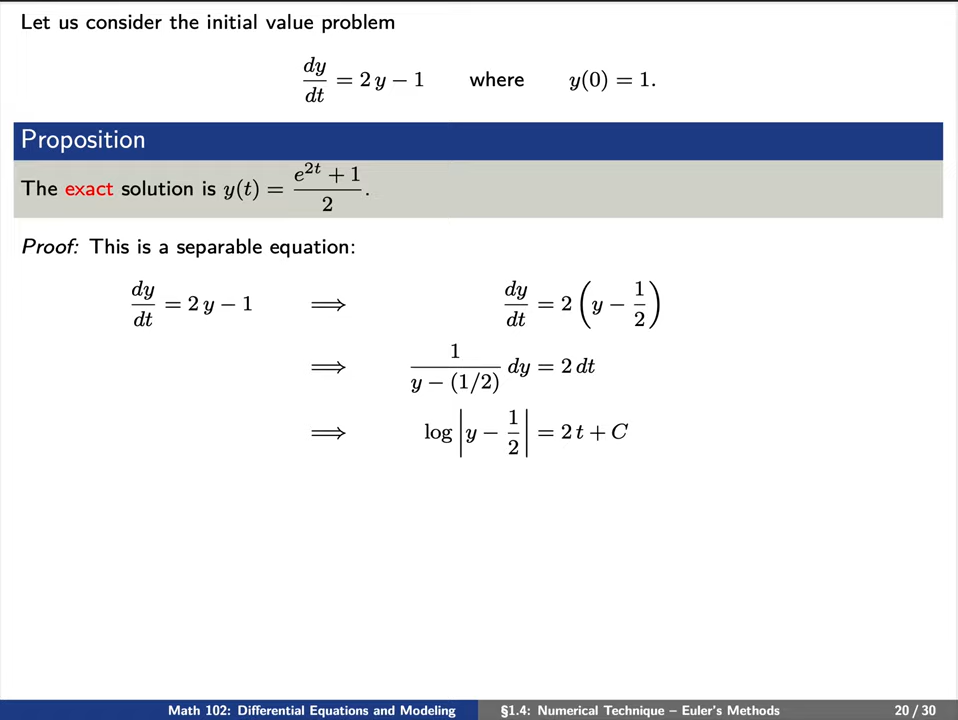 Let us consider the initial value problem
dy/dt = 2 y − 1 where y(0) = 1.
Proposition
The exact solution is y(t) = (e^{2t} + 1)/2.
Proof: This is a separable equation:
dy/dt = 2 y − 1 ⟹ dy/dt = 2 (y − 1/2)
⟹ 1/(y − (1/2)) dy = 2 dt
⟹ log |y − 1/2| = 2 t + C
Math 102: Differential Equations and Modeling §1.4: Numerical Technique – Euler's Methods 20 / 30